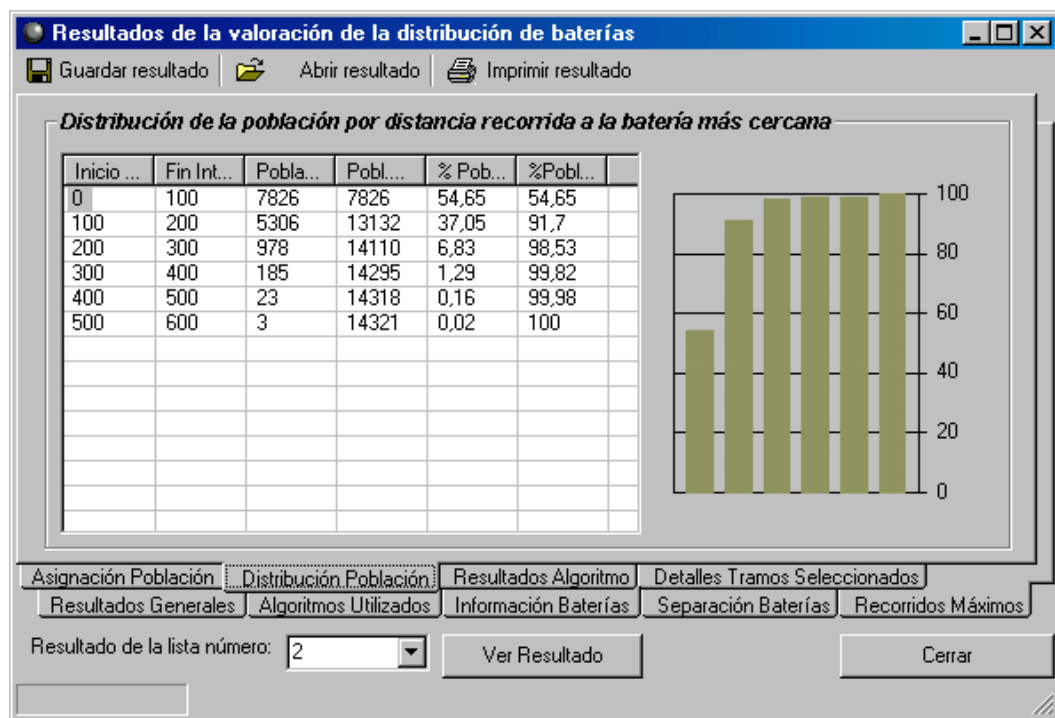 Resultados de la valoración de la distribución de baterías
Guardar resultado Abrir resultado Imprimir resultado
Distribución de la población por distancia recorrida a la batería más cercana
Inicio ... Fin Int... Pobla... Pobl.... % Pob... %Pobl...
0 100 7826 7826 54,65 54,65
100 200 5306 13132 37,05 91,7
200 300 978 14110 6,83 98,53
300 400 185 14295 1,29 99,82
400 500 23 14318 0,16 99,98
500 600 3 14321 0,02 100
100
80
60
40
20
0
Asignación Población Distribución Población Resultados Algoritmo Detalles Tramos Seleccionados
Resultados Generales Algoritmos Utilizados Información Baterías Separación Baterías Recorridos Máximos
Resultado de la lista número: 2 Ver Resultado Cerrar